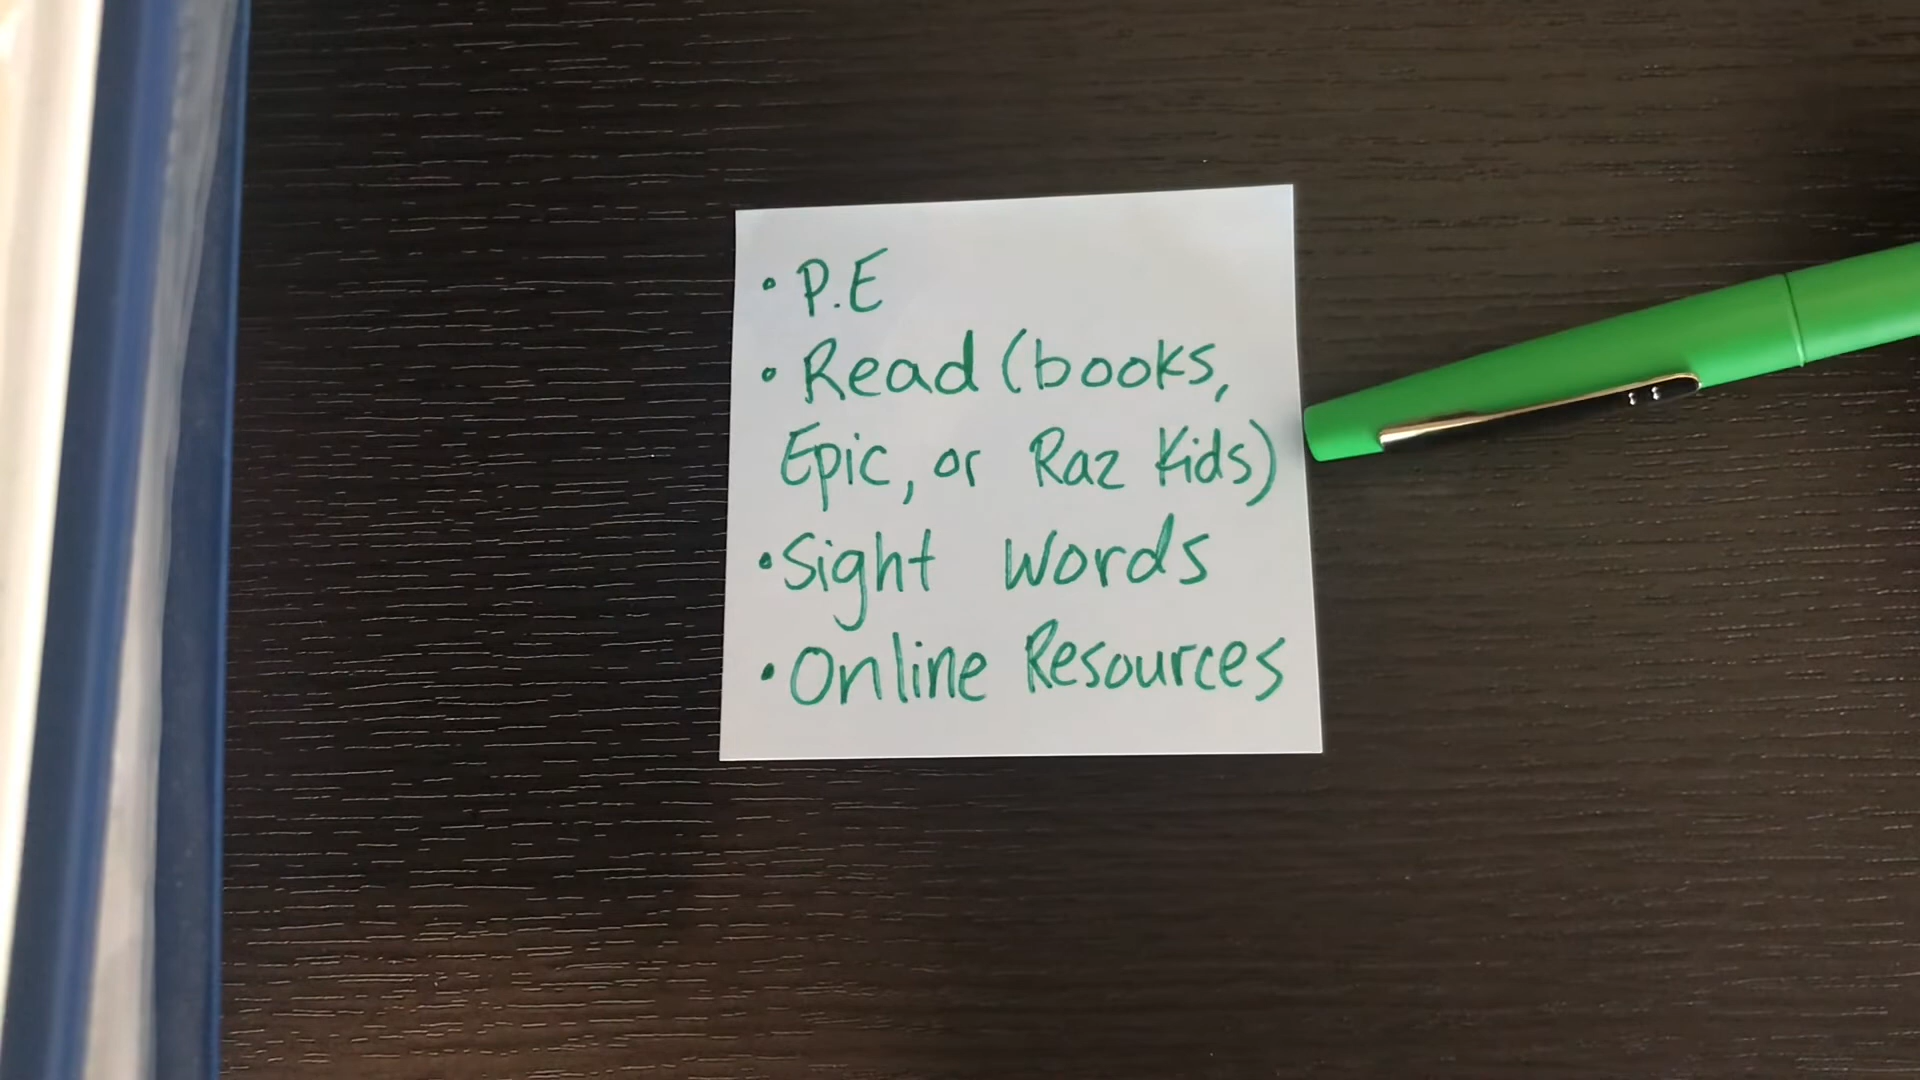 • P.E
• Read (books,
Epic, or Raz Kids)
• Sight Words
• Online Resources